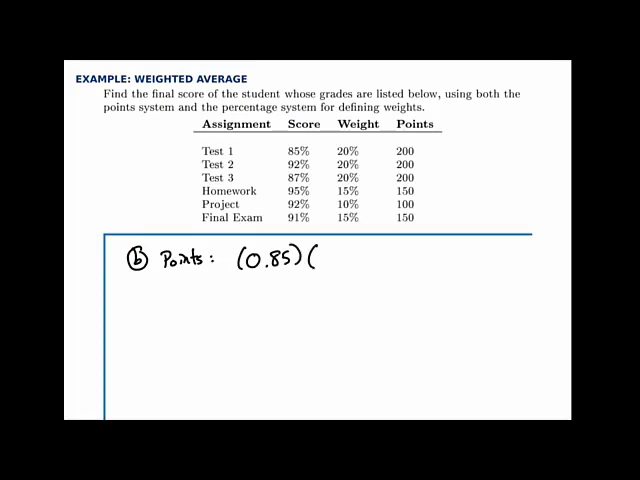 EXAMPLE: WEIGHTED AVERAGE
Find the final score of the student whose grades are listed below, using both the
points system and the percentage system for defining weights.
Assignment Score Weight Points
Test 1 85% 20% 200
Test 2 92% 20% 200
Test 3 87% 20% 200
Homework 95% 15% 150
Project 92% 10% 100
Final Exam 91% 15% 150
ⓑ Points: (0.85)(